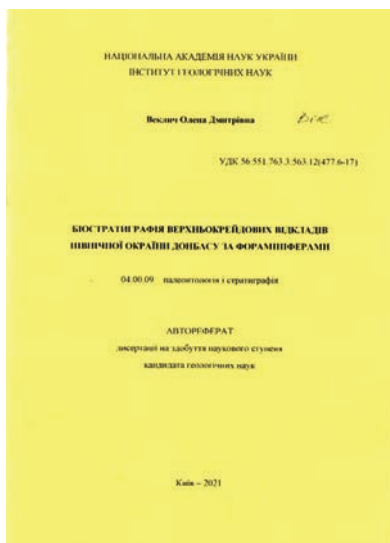 НАЦІОНАЛЬНА АКАДЕМІЯ НАУК УКРАЇНИ
ІНСТИТУТ ГЕОЛОГІЧНИХ НАУК
Веклич Олена Дмитрівна
УДК 56:551.763.3:563.12(477.6-17)
БІОСТРАТИГРАФІЯ ВЕРХНЬОКРЕЙДОВИХ ВІДКЛАДІВ
ПІВНІЧНОЇ ОКРАЇНИ ДОНБАСУ ЗА ФОРАМІНІФЕРАМИ
04.00.09 палеонтологія і стратиграфія
АВТОРЕФЕРАТ
дисертації на здобуття наукового ступеня
кандидата геологічних наук
Київ – 2021